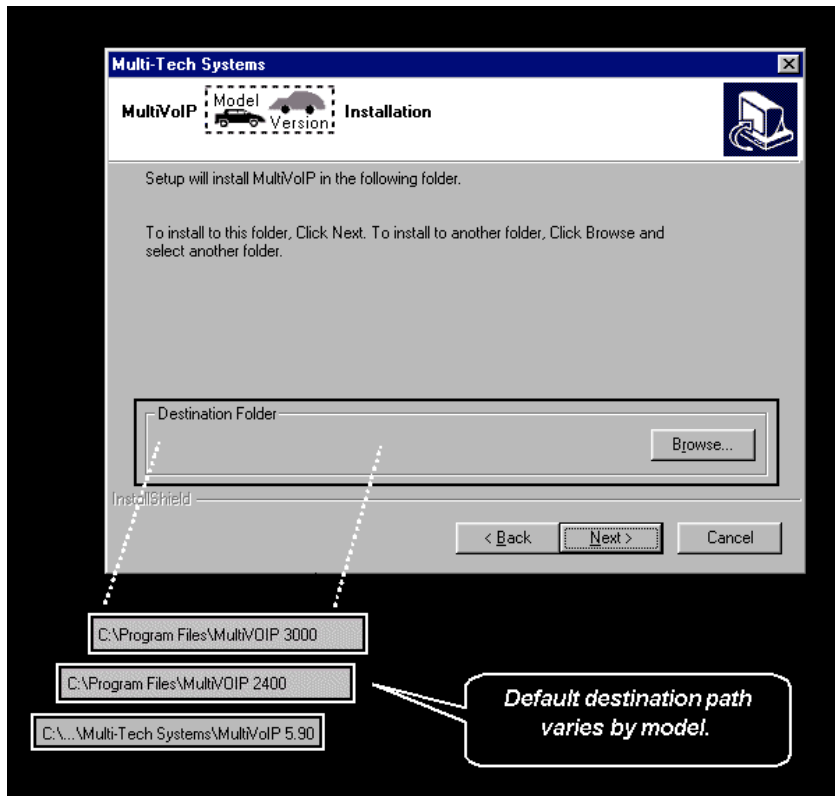 Multi-Tech Systems
MultiVoIP Model Version Installation
Setup will install MultiVoIP in the following folder.
To install to this folder, Click Next. To install to another folder, Click Browse and
select another folder.
Destination Folder
Browse...
InstallShield
< Back Next > Cancel
C:\Program Files\MultiVOIP 3000
C:\Program Files\MultiVOIP 2400
C:\...\Multi-Tech Systems\MultiVoIP 5.90
Default destination path
varies by model.